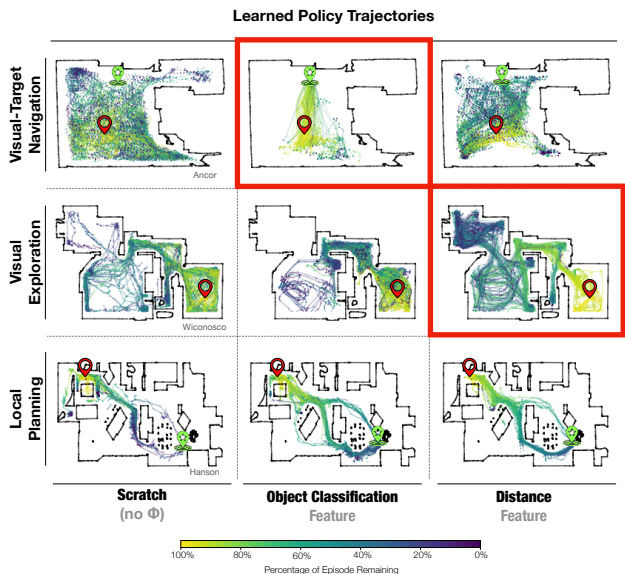 Learned Policy Trajectories
Visual-Target
Navigation
Ancor
Visual
Exploration
Wiconosco
Local
Planning
Hanson
Scratch
(no Φ)
Object Classification
Feature
Distance
Feature
100% 80% 60% 40% 20% 0%
Percentage of Episode Remaining